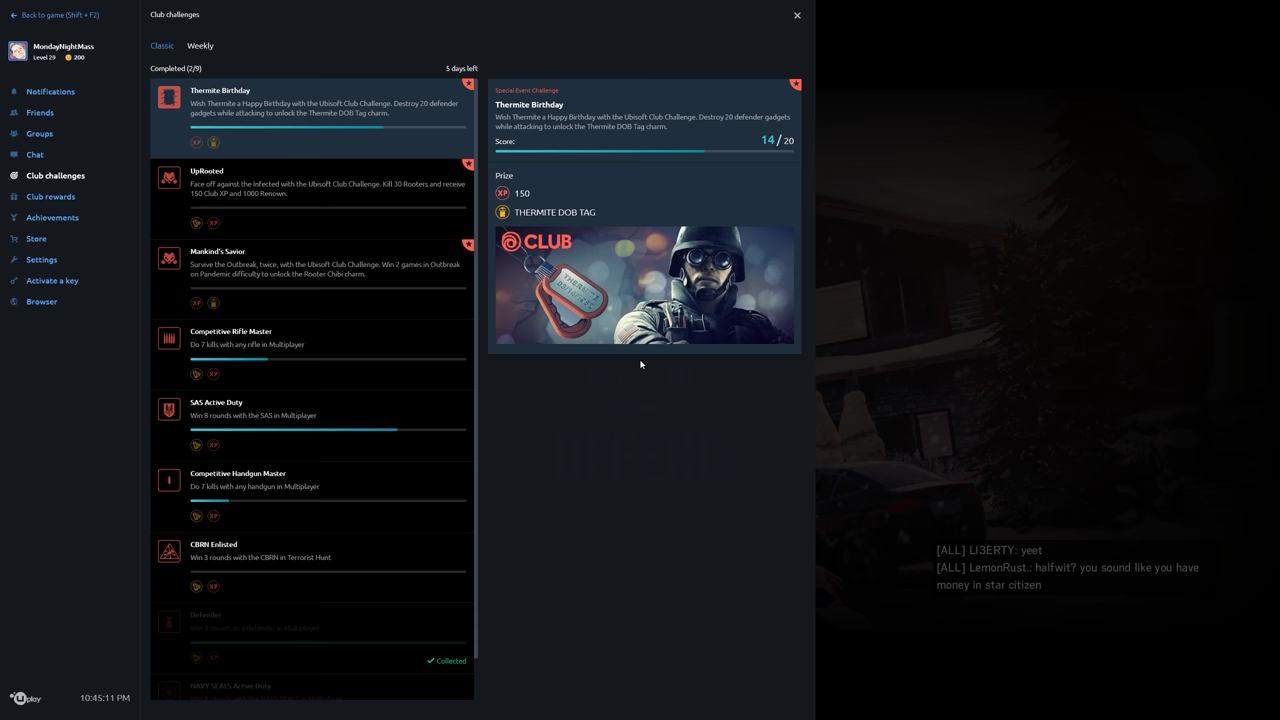 Back to game (Shift + F2)
MondayNightMass
Level 29 200
Notifications
Friends
Groups
Chat
Club challenges
Club rewards
Achievements
Store
Settings
Activate a key
Browser
Uplay 10:45:11 PM
Club challenges
Classic Weekly
Completed (2/9) 5 days left
Thermite Birthday
Wish Thermite a Happy Birthday with the Ubisoft Club Challenge. Destroy 20 defender
gadgets while attacking to unlock the Thermite DOB Tag charm.
XP
UpRooted
Face off against the Infected with the Ubisoft Club Challenge. Kill 30 Rooters and receive
150 Club XP and 1000 Renown.
XP
Mankind's Savior
Survive the Outbreak, twice, with the Ubisoft Club Challenge. Win 2 games in Outbreak
on Pandemic difficulty to unlock the Rooter Chibi charm.
XP
Competitive Rifle Master
Do 7 kills with any rifle in Multiplayer
XP
SAS Active Duty
Win 8 rounds with the SAS in Multiplayer
XP
Competitive Handgun Master
Do 7 kills with any handgun in Multiplayer
XP
CBRN Enlisted
Win 3 rounds with the CBRN in Terrorist Hunt
XP
Defender
XP
Collected
NAVY SEALS Active Duty
Special Event Challenge
Thermite Birthday
Wish Thermite a Happy Birthday with the Ubisoft Club Challenge. Destroy 20 defender gadgets
while attacking to unlock the Thermite DOB Tag charm.
Score: 14 / 20
Prize
XP 150
THERMITE DOB TAG
CLUB
THERMITE
[ALL] LI3ERTY: yeet
[ALL] LemonRust.: halfwit? you sound like you have
money in star citizen